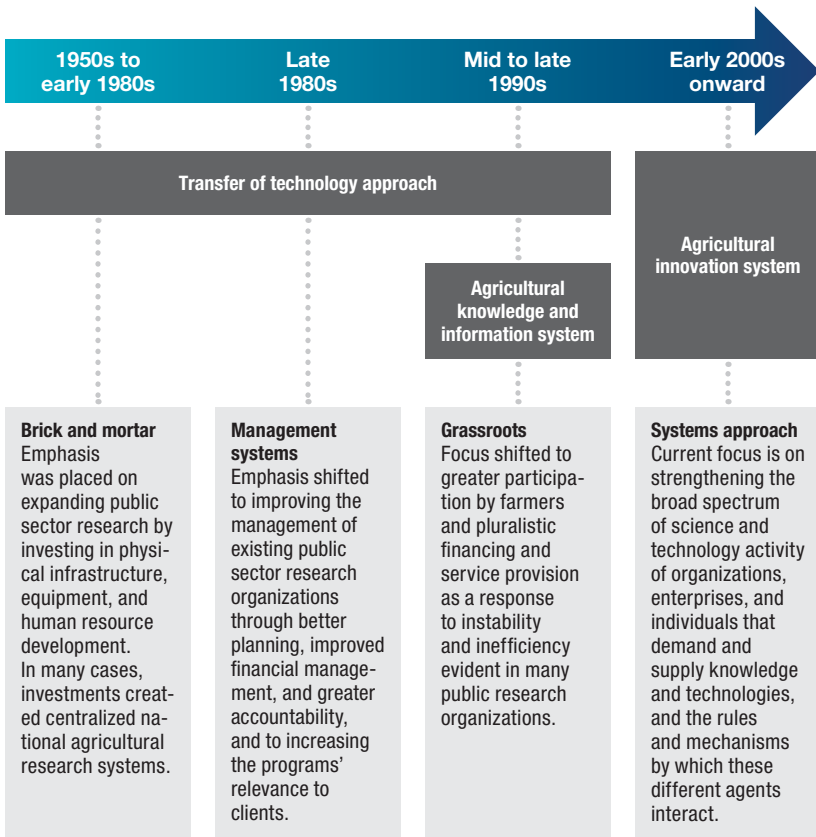 1950s to
early 1980s
Late
1980s
Mid to late
1990s
Early 2000s
onward
Transfer of technology approach
Agricultural
innovation system
Agricultural
knowledge and
information system
Brick and mortar
Emphasis
was placed on
expanding public
sector research by
investing in physi-
cal infrastructure,
equipment, and
human resource
development.
In many cases,
investments creat-
ed centralized na-
tional agricultural
research systems.
Management
systems
Emphasis shifted
to improving the
management of
existing public
sector research
organizations
through better
planning, improved
financial manage-
ment, and greater
accountability,
and to increasing
the programs’
relevance to
clients.
Grassroots
Focus shifted to
greater participa-
tion by farmers
and pluralistic
financing and
service provision
as a response
to instability
and inefficiency
evident in many
public research
organizations.
Systems approach
Current focus is on
strengthening the
broad spectrum
of science and
technology activity
of organizations,
enterprises, and
individuals that
demand and
supply knowledge
and technologies,
and the rules
and mechanisms
by which these
different agents
interact.